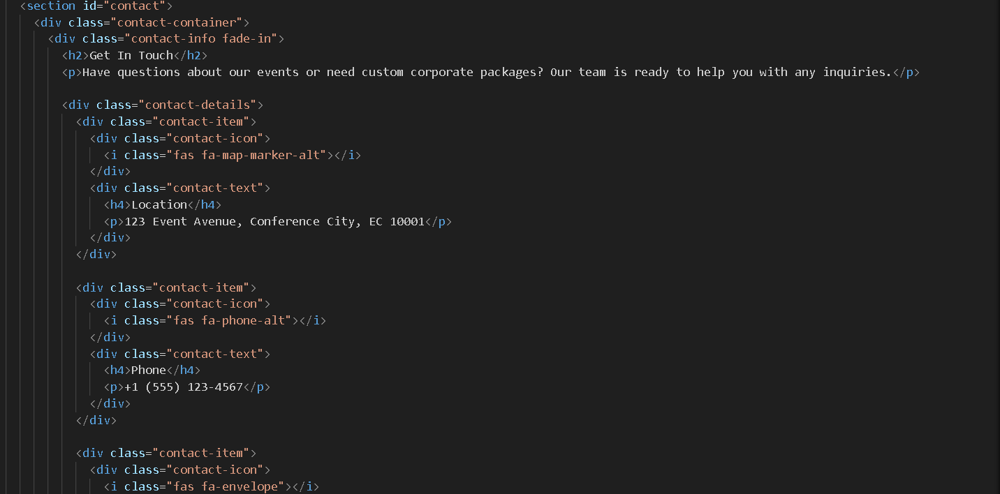 <section id="contact">
<div class="contact-container">
<div class="contact-info fade-in">
<h2>Get In Touch</h2>
<p>Have questions about our events or need custom corporate packages? Our team is ready to help you with any inquiries.</p>
<div class="contact-details">
<div class="contact-item">
<div class="contact-icon">
<i class="fas fa-map-marker-alt"></i>
</div>
<div class="contact-text">
<h4>Location</h4>
<p>123 Event Avenue, Conference City, EC 10001</p>
</div>
</div>
<div class="contact-item">
<div class="contact-icon">
<i class="fas fa-phone-alt"></i>
</div>
<div class="contact-text">
<h4>Phone</h4>
<p>+1 (555) 123-4567</p>
</div>
</div>
<div class="contact-item">
<div class="contact-icon">
<i class="fas fa-envelope"></i>